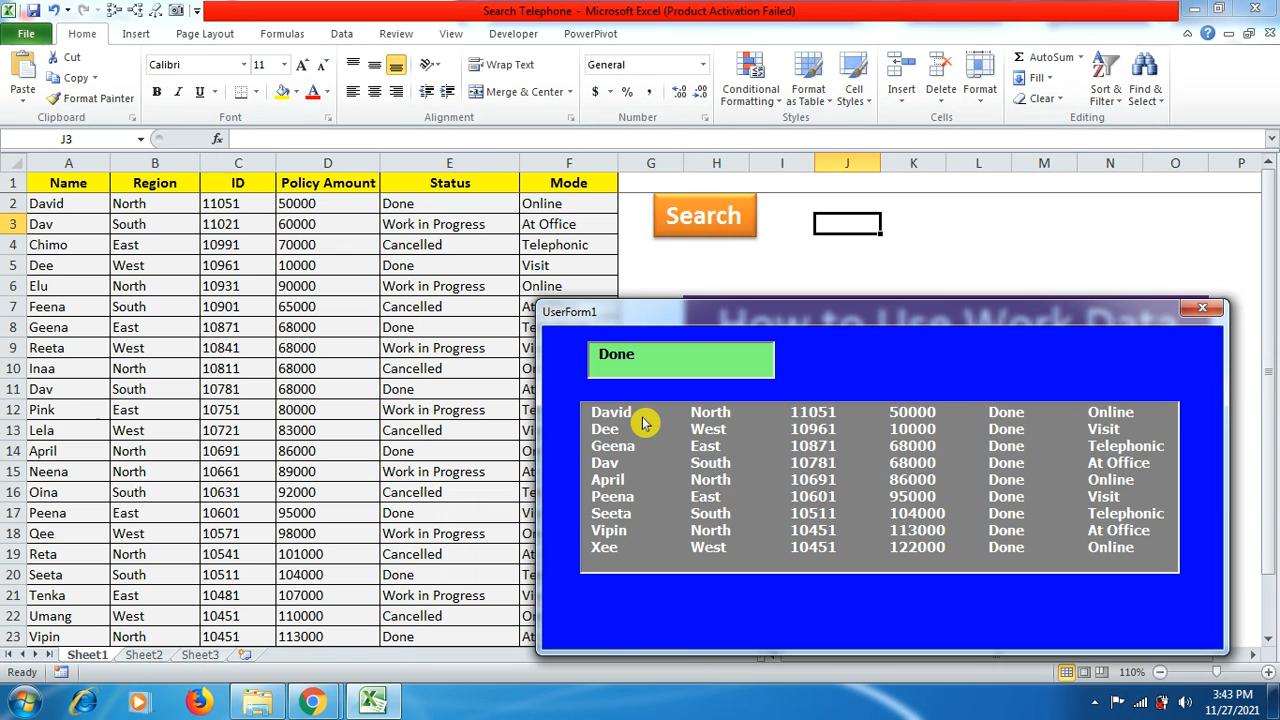 Search Telephone - Microsoft Excel (Product Activation Failed)
File Home Insert Page Layout Formulas Data Review View Developer PowerPivot
Paste
Cut
Copy
Format Painter
Clipboard
Calibri 11
B I U
Font
Wrap Text
Merge & Center
Alignment
General
$ % ,
Number
Conditional Formatting
Format as Table
Cell Styles
Styles
Insert Delete Format
Cells
Σ AutoSum
Fill
Clear
Sort & Filter
Find & Select
Editing
J3 fx
A B C D E F G H I J K L M N O P
1 Name Region ID Policy Amount Status Mode
2 David North 11051 50000 Done Online
3 Dav South 11021 60000 Work in Progress At Office
4 Chimo East 10991 70000 Cancelled Telephonic
5 Dee West 10961 10000 Done Visit
6 Elu North 10931 90000 Work in Progress Online
7 Feena South 10901 65000 Cancelled
8 Geena East 10871 68000 Done
9 Reeta West 10841 68000 Work in Progress
10 Inaa North 10811 68000 Cancelled
11 Dav South 10781 68000 Done
12 Pink East 10751 80000 Work in Progress
13 Lela West 10721 83000 Cancelled
14 April North 10691 86000 Done
15 Neena North 10661 89000 Work in Progress
16 Oina South 10631 92000 Cancelled
17 Peena East 10601 95000 Done
18 Qee West 10571 98000 Work in Progress
19 Reta North 10541 101000 Cancelled
20 Seeta South 10511 104000 Done
21 Tenka East 10481 107000 Work in Progress
22 Umang West 10451 110000 Cancelled
23 Vipin North 10451 113000 Done
Search
How to Use Work Data
UserForm1
Done
David North 11051 50000 Done Online
Dee West 10961 10000 Done Visit
Geena East 10871 68000 Done Telephonic
Dav South 10781 68000 Done At Office
April North 10691 86000 Done Online
Peena East 10601 95000 Done Visit
Seeta South 10511 104000 Done Telephonic
Vipin North 10451 113000 Done At Office
Xee West 10451 122000 Done Online
Sheet1 Sheet2 Sheet3
Ready
110%
3:43 PM
11/27/2021